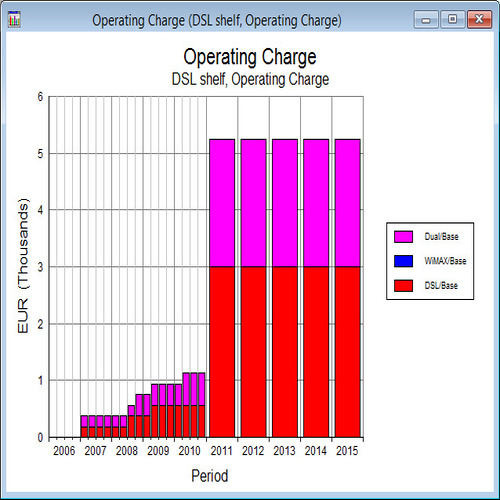 Operating Charge (DSL shelf, Operating Charge)
Operating Charge
DSL shelf, Operating Charge
EUR (Thousands)
6
5
4
3
2
1
0
2006 2007 2008 2009 2010 2011 2012 2013 2014 2015
Period
Dual/Base
WiMAX/Base
DSL/Base